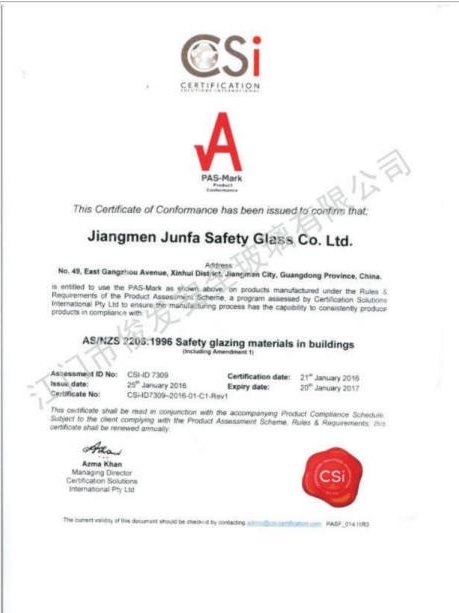 CSi
CERTIFICATION
SOLUTIONS INTERNATIONAL
PAS-Mark
Product
Conformance
This Certificate of Conformance has been issued to confirm that;
Jiangmen Junfa Safety Glass Co. Ltd.
Address
No. 49, East Gangzhou Avenue, Xinhui District, Jiangman City, Guangdong Province, China.
is entitled to use the PAS-Mark as shown above, on products manufactured under the Rules &
Requirements of the Product Assessment Scheme, a program assessed by Certification Solutions
International Pty Ltd to ensure the manufacturing process has the capability to consistently produce
products in compliance with
AS/NZS 2208:1996 Safety glazing materials in buildings
(Including Amendment 1)
Assessment ID No: CSI-ID 7309 Certification date: 21st January 2016
Issue date: 25th January 2016 Expiry date: 20th January 2017
Certificate No: CSI-ID7309-2016-01-C1-Rev1
This certificate shall be read in conjunction with the accompanying Product Compliance Schedule.
Subject to the client complying with the Product Assessment Scheme, Rules & Requirements, this
certificate shall be renewed annually.
Azma Khan
Managing Director
Certification Solutions
International Pty Ltd
CSi
The current validity of this document should be checked by contacting PASF_014 I1R3
江门市俊发安全玻璃有限公司